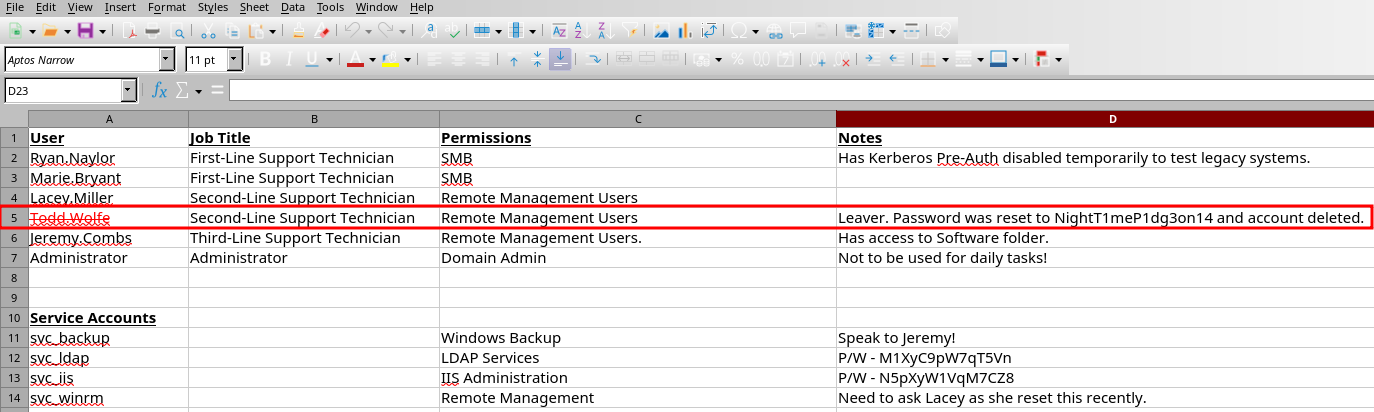 File Edit View Insert Format Styles Sheet Data Tools Window Help
Aptos Narrow 11 pt
D23
A B C D
1 User Job Title Permissions Notes
2 Ryan.Naylor First-Line Support Technician SMB Has Kerberos Pre-Auth disabled temporarily to test legacy systems.
3 Marie.Bryant First-Line Support Technician SMB
4 Lacey.Miller Second-Line Support Technician Remote Management Users
5 Todd.Wolfe Second-Line Support Technician Remote Management Users Leaver. Password was reset to NightT1meP1dg3on14 and account deleted.
6 Jeremy.Combs Third-Line Support Technician Remote Management Users. Has access to Software folder.
7 Administrator Administrator Domain Admin Not to be used for daily tasks!
8
9
10 Service Accounts
11 svc_backup Windows Backup Speak to Jeremy!
12 svc_ldap LDAP Services P/W - M1XyC9pW7qT5Vn
13 svc_iis IIS Administration P/W - N5pXyW1VqM7CZ8
14 svc_winrm Remote Management Need to ask Lacey as she reset this recently.